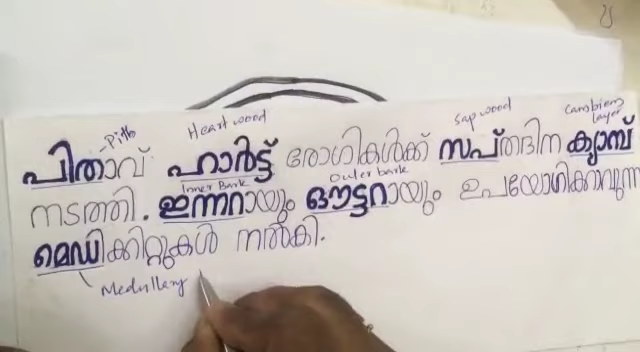 Pith Heart wood Sap wood Cambium layer
പിതാവ് ഹാർട്ട് രോഗികൾക്ക് സപ്തദിന ക്യാമ്പ്
Inner Bark Outer bark
നടത്തി. ഇന്നറായും ഔട്ടറായും ഉപയോഗിക്കാവുന്ന
മെഡിക്കിറ്റുകൾ നൽകി.
Medullary